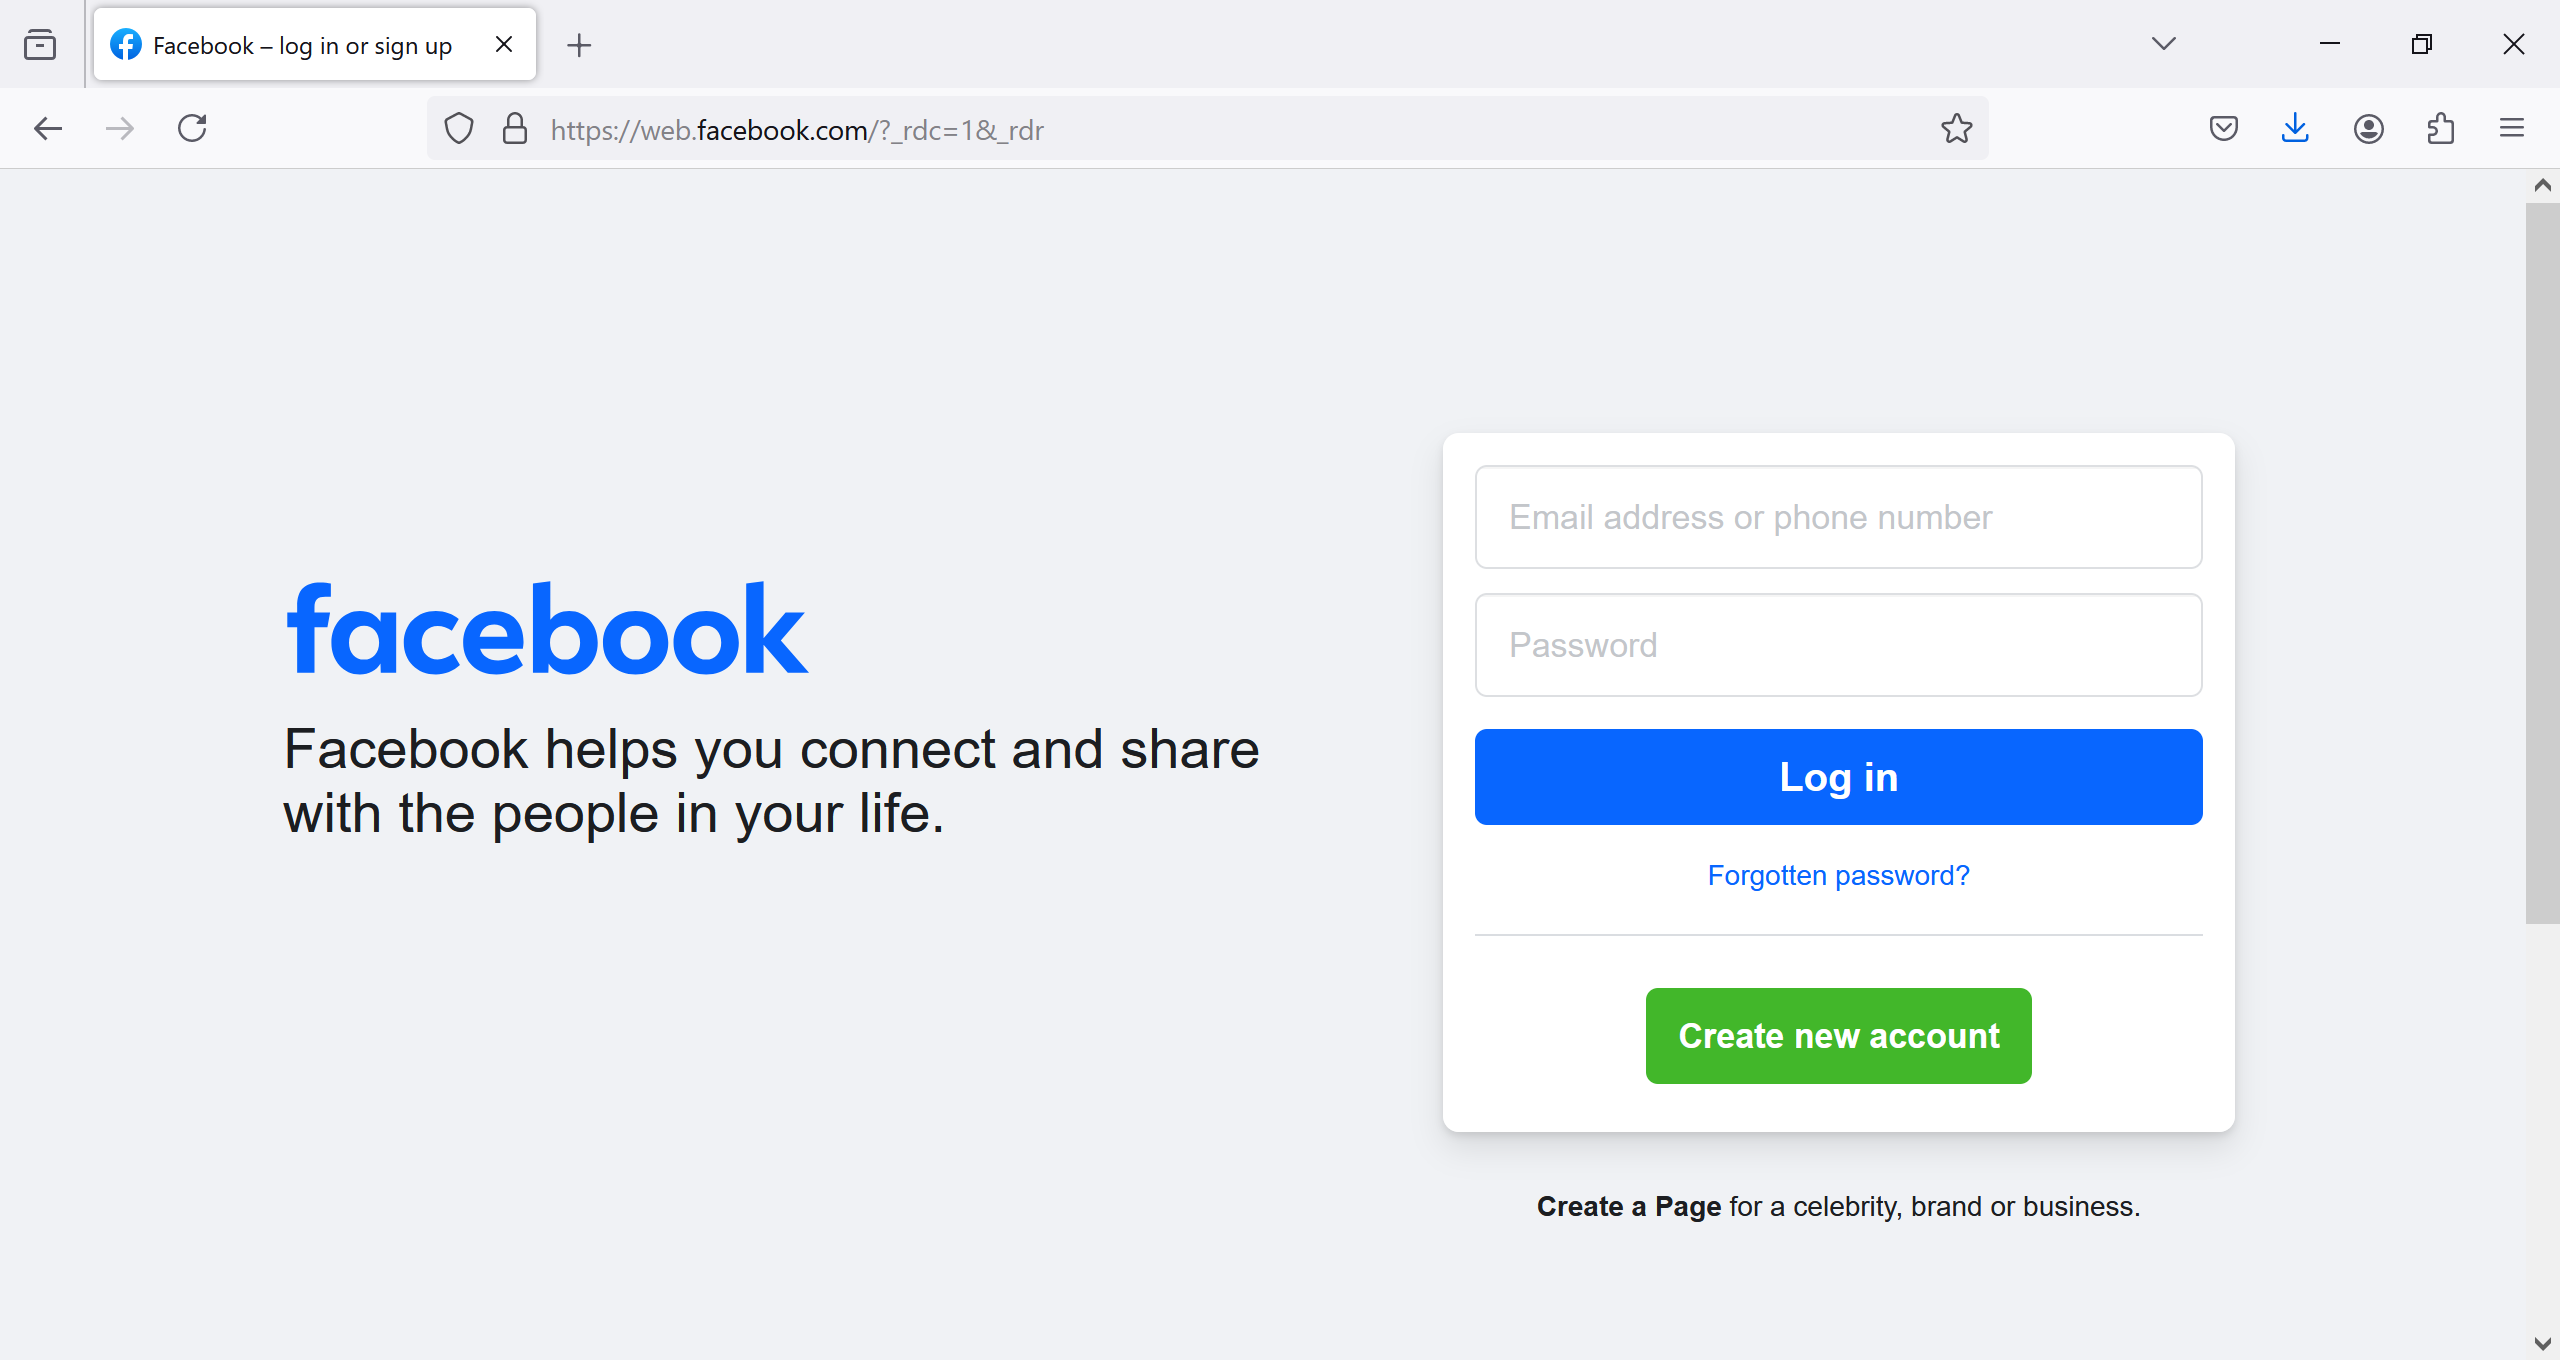 Facebook – log in or sign up
https://web.facebook.com/?_rdc=1&_rdr
facebook
Facebook helps you connect and share
with the people in your life.
Email address or phone number
Password
Log in
Forgotten password?
Create new account
Create a Page for a celebrity, brand or business.